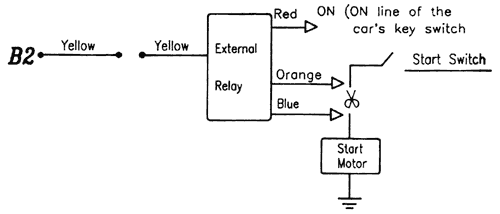 Red
ON (ON line of the
car's key switch
Yellow
Yellow
External
Start Switch
B2
Orange
Relay
Blue
Start
Motor